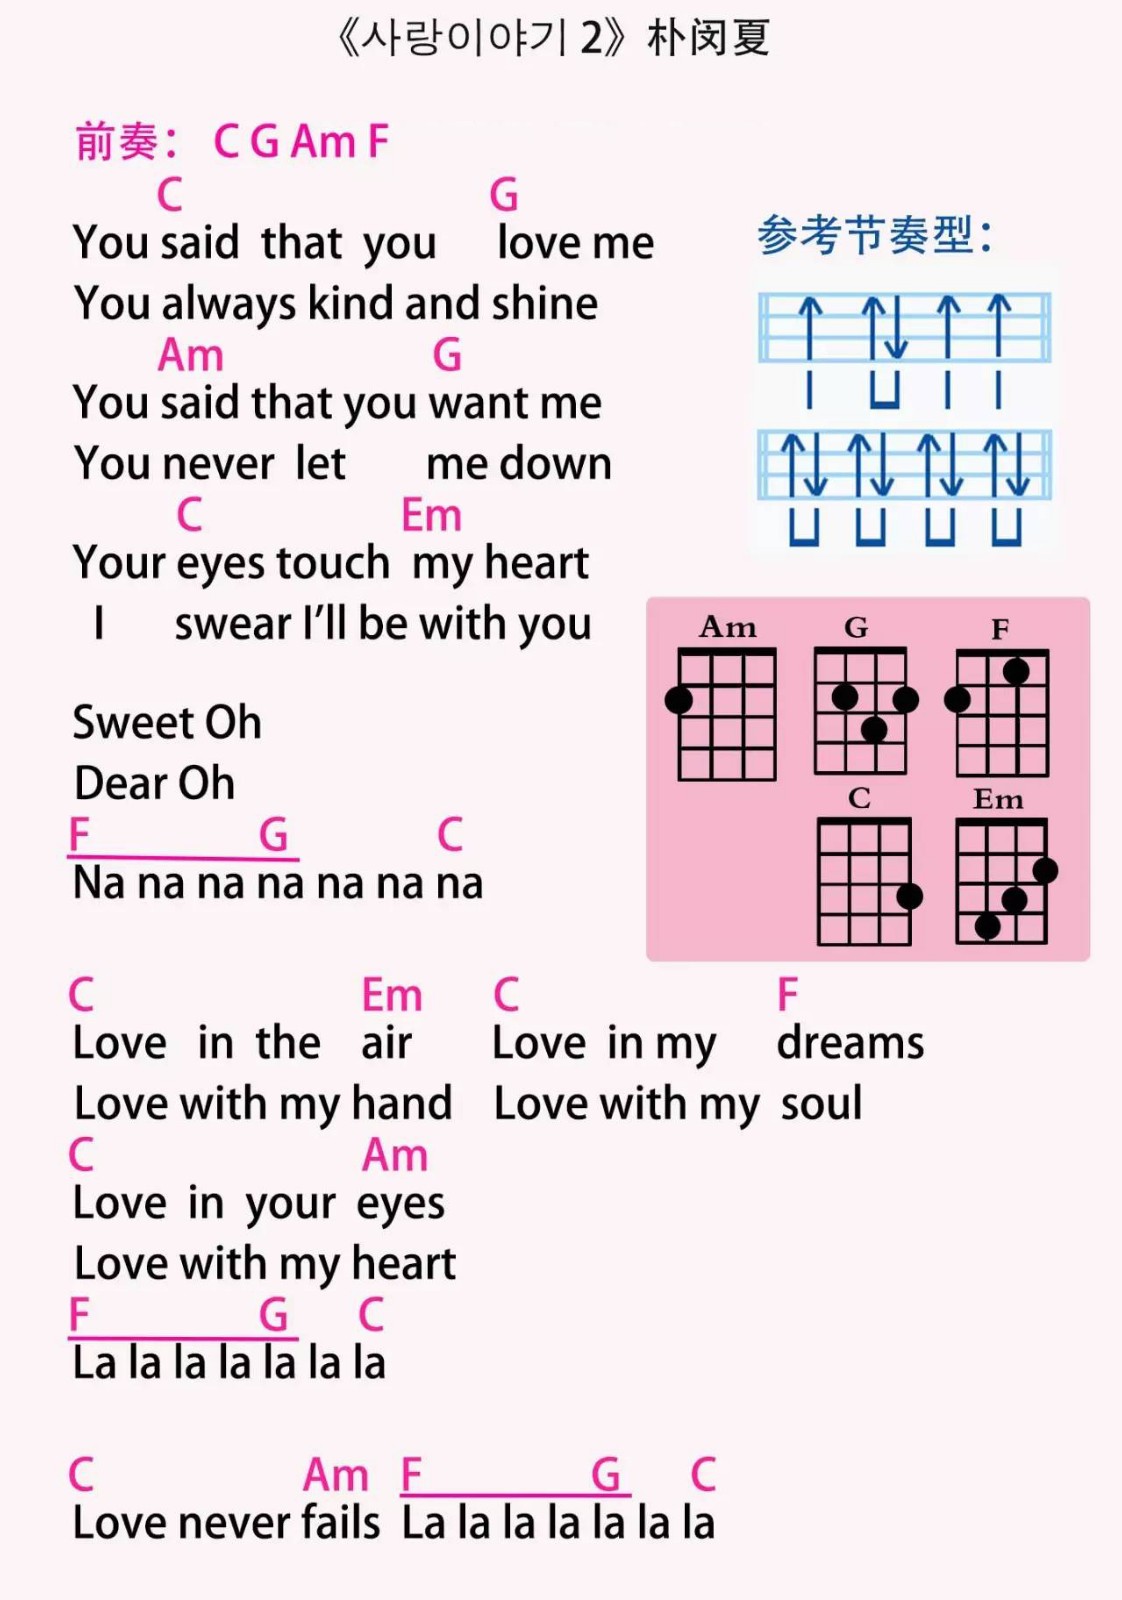 《사랑이야기 2》朴闵夏
前奏： C G Am F
C G
You said that you love me
You always kind and shine
Am G
You said that you want me
You never let me down
C Em
Your eyes touch my heart
I swear I'll be with you
Sweet Oh
Dear Oh
F G C
Na na na na na na na
参考节奏型：
Am G F
C Em
C Em C F
Love in the air Love in my dreams
Love with my hand Love with my soul
C Am
Love in your eyes
Love with my heart
F G C
La la la la la la la
C Am F G C
Love never fails La la la la la la la